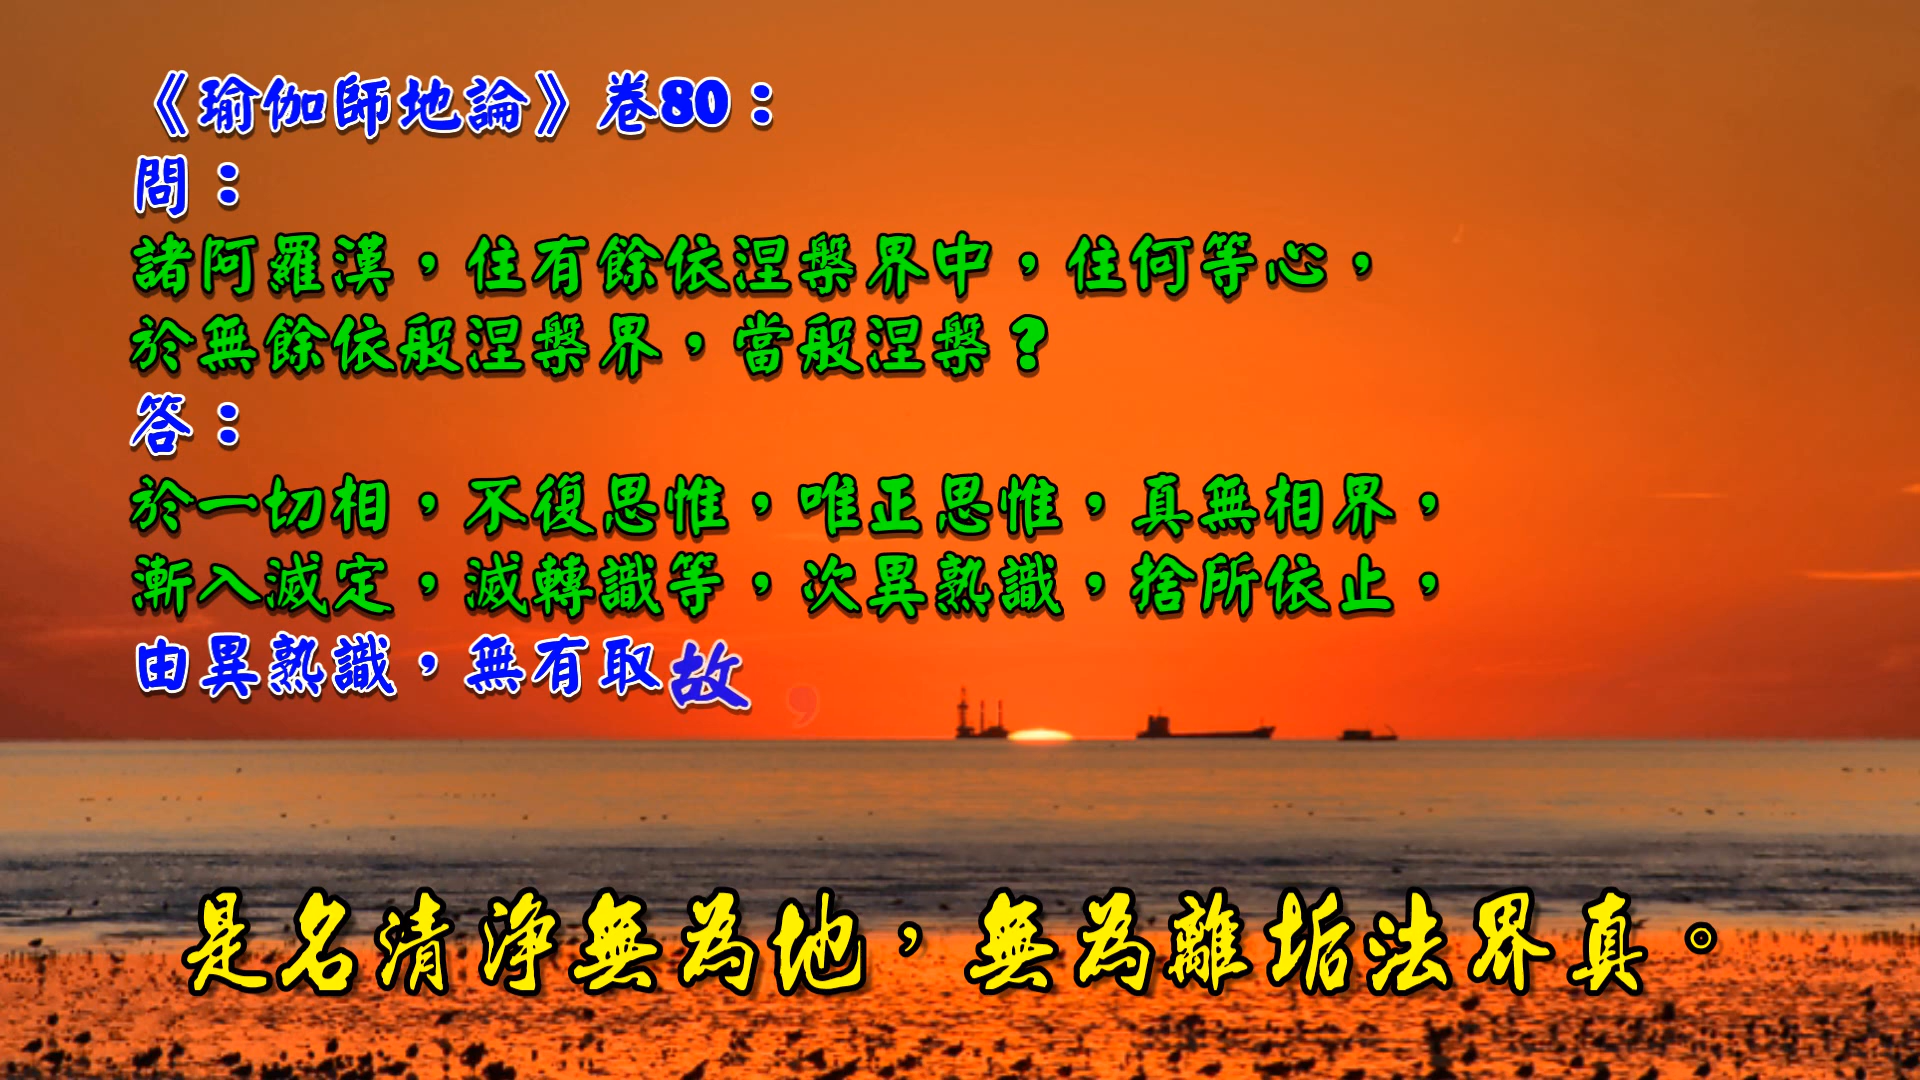 《瑜伽師地論》卷80：
問：
諸阿羅漢，住有餘依涅槃界中，住何等心，
於無餘依般涅槃界，當般涅槃？
答：
於一切相，不復思惟，唯正思惟，真無相界，
漸入滅定，滅轉識等，次異熟識，捨所依止，
由異熟識，無有取故，
是名清淨無為地，無為離垢法界真。